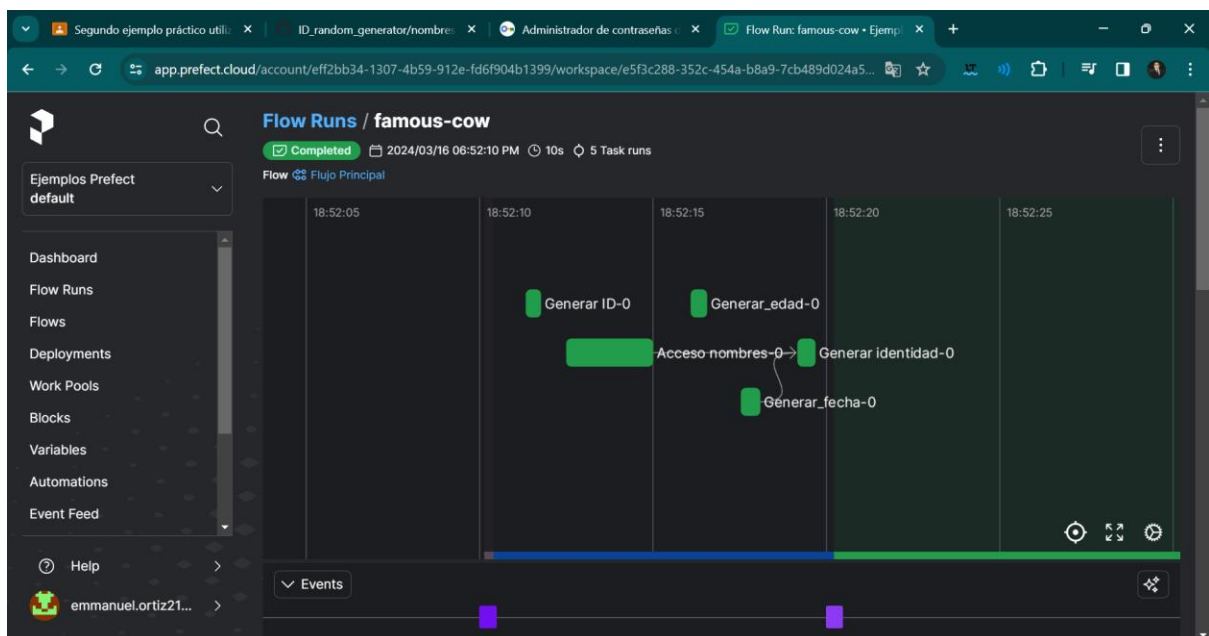 Segundo ejemplo práctico utiliz
ID_random_generator/nombres
Administrador de contraseñas d
Flow Run: famous-cow • Ejempl
app.prefect.cloud/account/eff2bb34-1307-4b59-912e-fd6f904b1399/workspace/e5f3c288-352c-454a-b8a9-7cb489d024a5...
Flow Runs / famous-cow
Completed 2024/03/16 06:52:10 PM 10s 5 Task runs
Flow Flujo Principal
Ejemplos Prefect
default
Dashboard
Flow Runs
Flows
Deployments
Work Pools
Blocks
Variables
Automations
Event Feed
Help
emmanuel.ortiz21...
18:52:05 18:52:10 18:52:15 18:52:20 18:52:25
Generar ID-0 Generar_edad-0
Acceso nombres-0 Generar identidad-0
Generar_fecha-0
Events